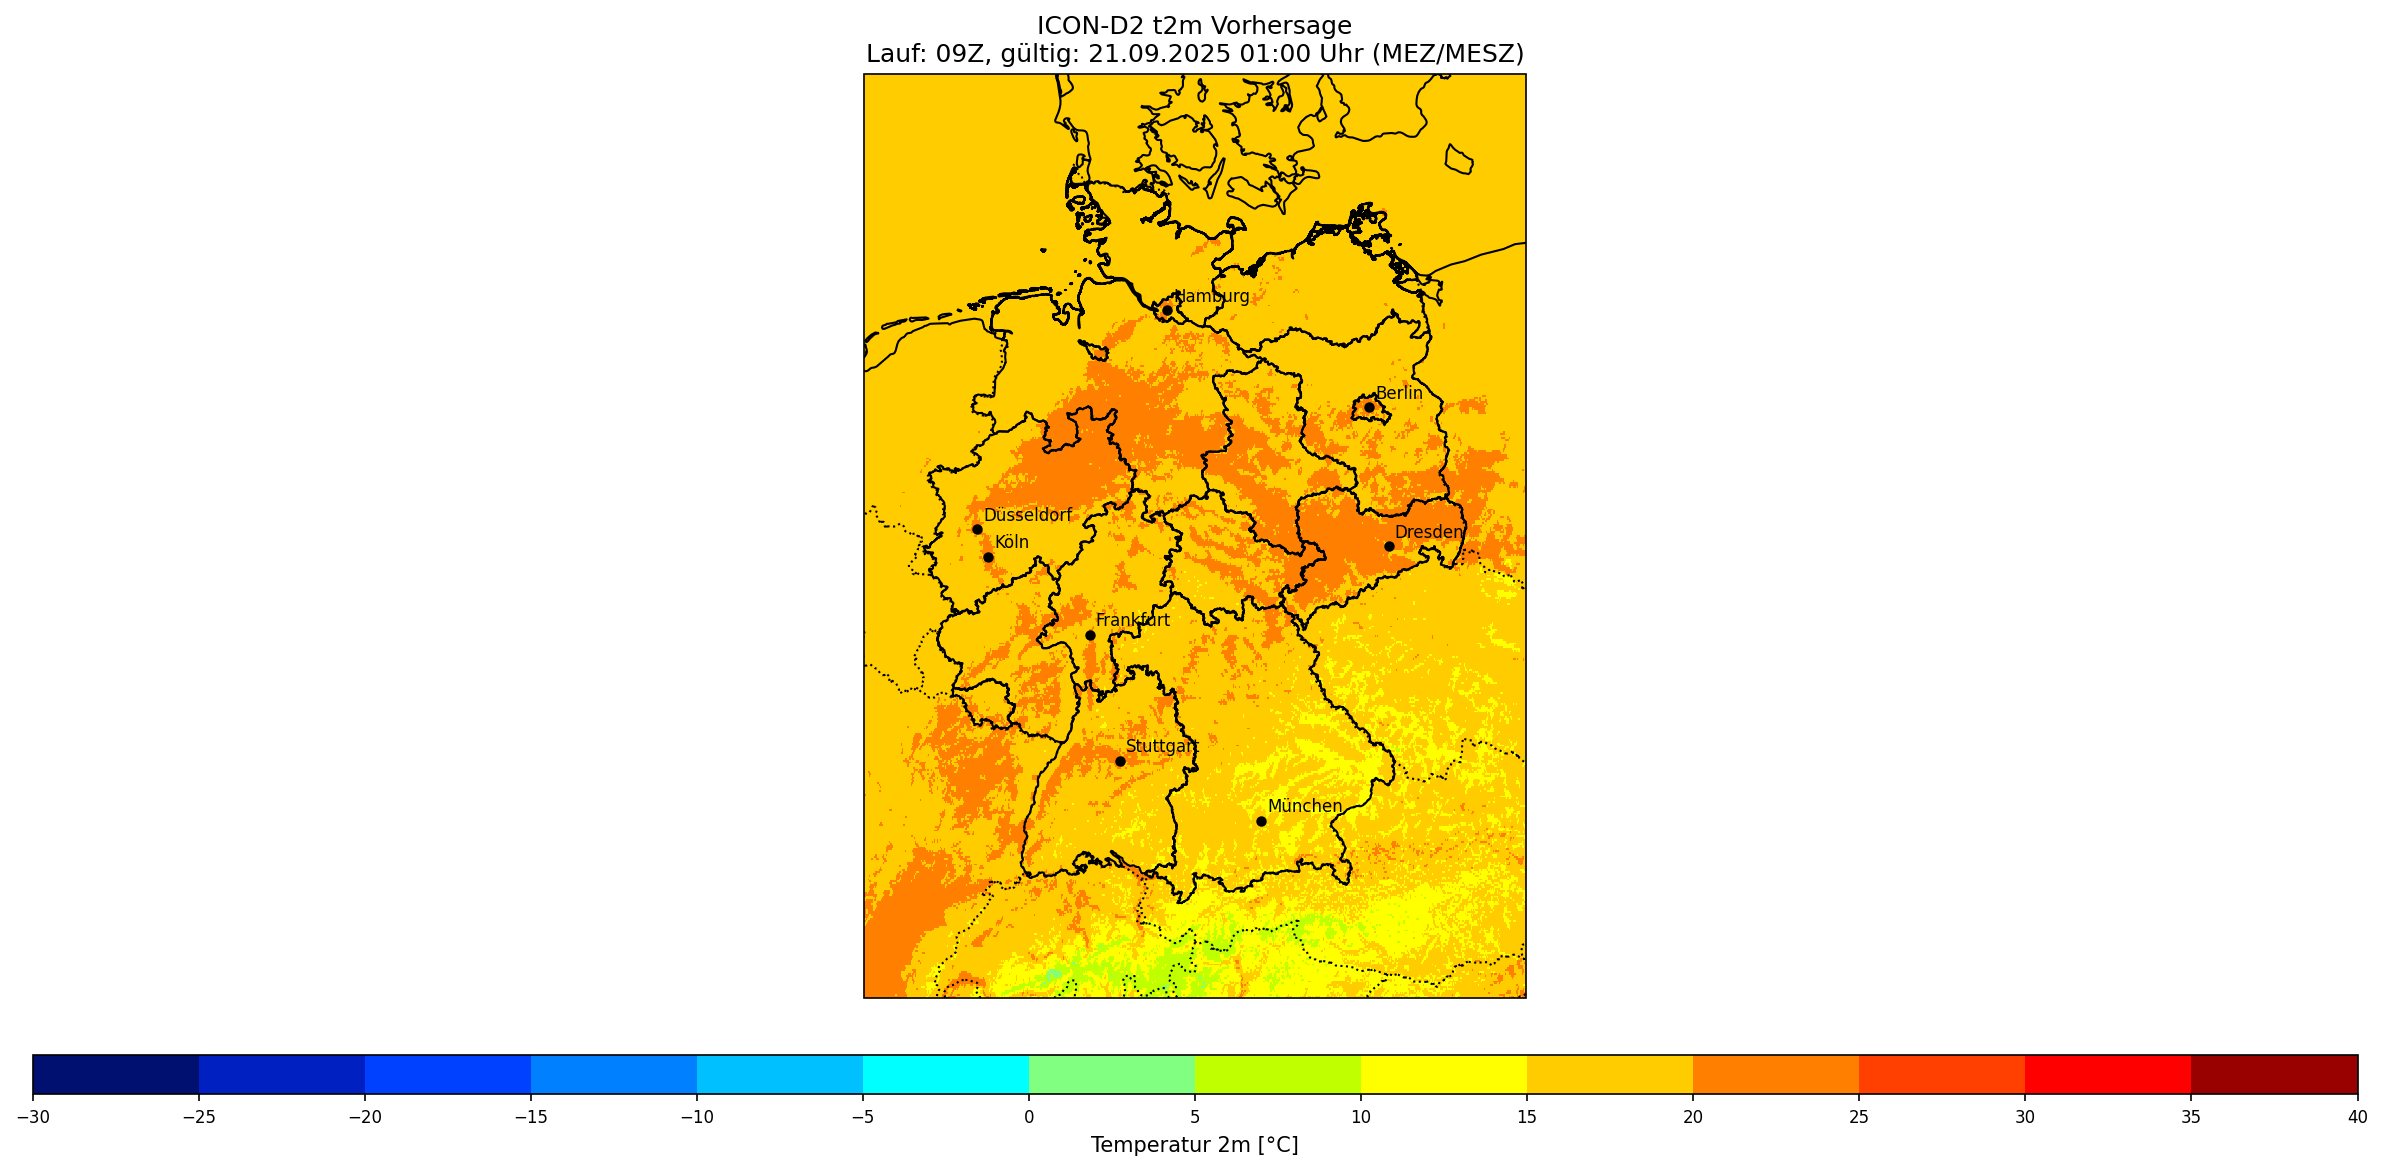 ICON-D2 t2m Vorhersage
Lauf: 09Z, gültig: 21.09.2025 01:00 Uhr (MEZ/MESZ)
Hamburg
Berlin
Düsseldorf
Dresden
Köln
Frankfurt
Stuttgart
München
−30 −25 −20 −15 −10 −5 0 5 10 15 20 25 30 35 40
Temperatur 2m [°C]